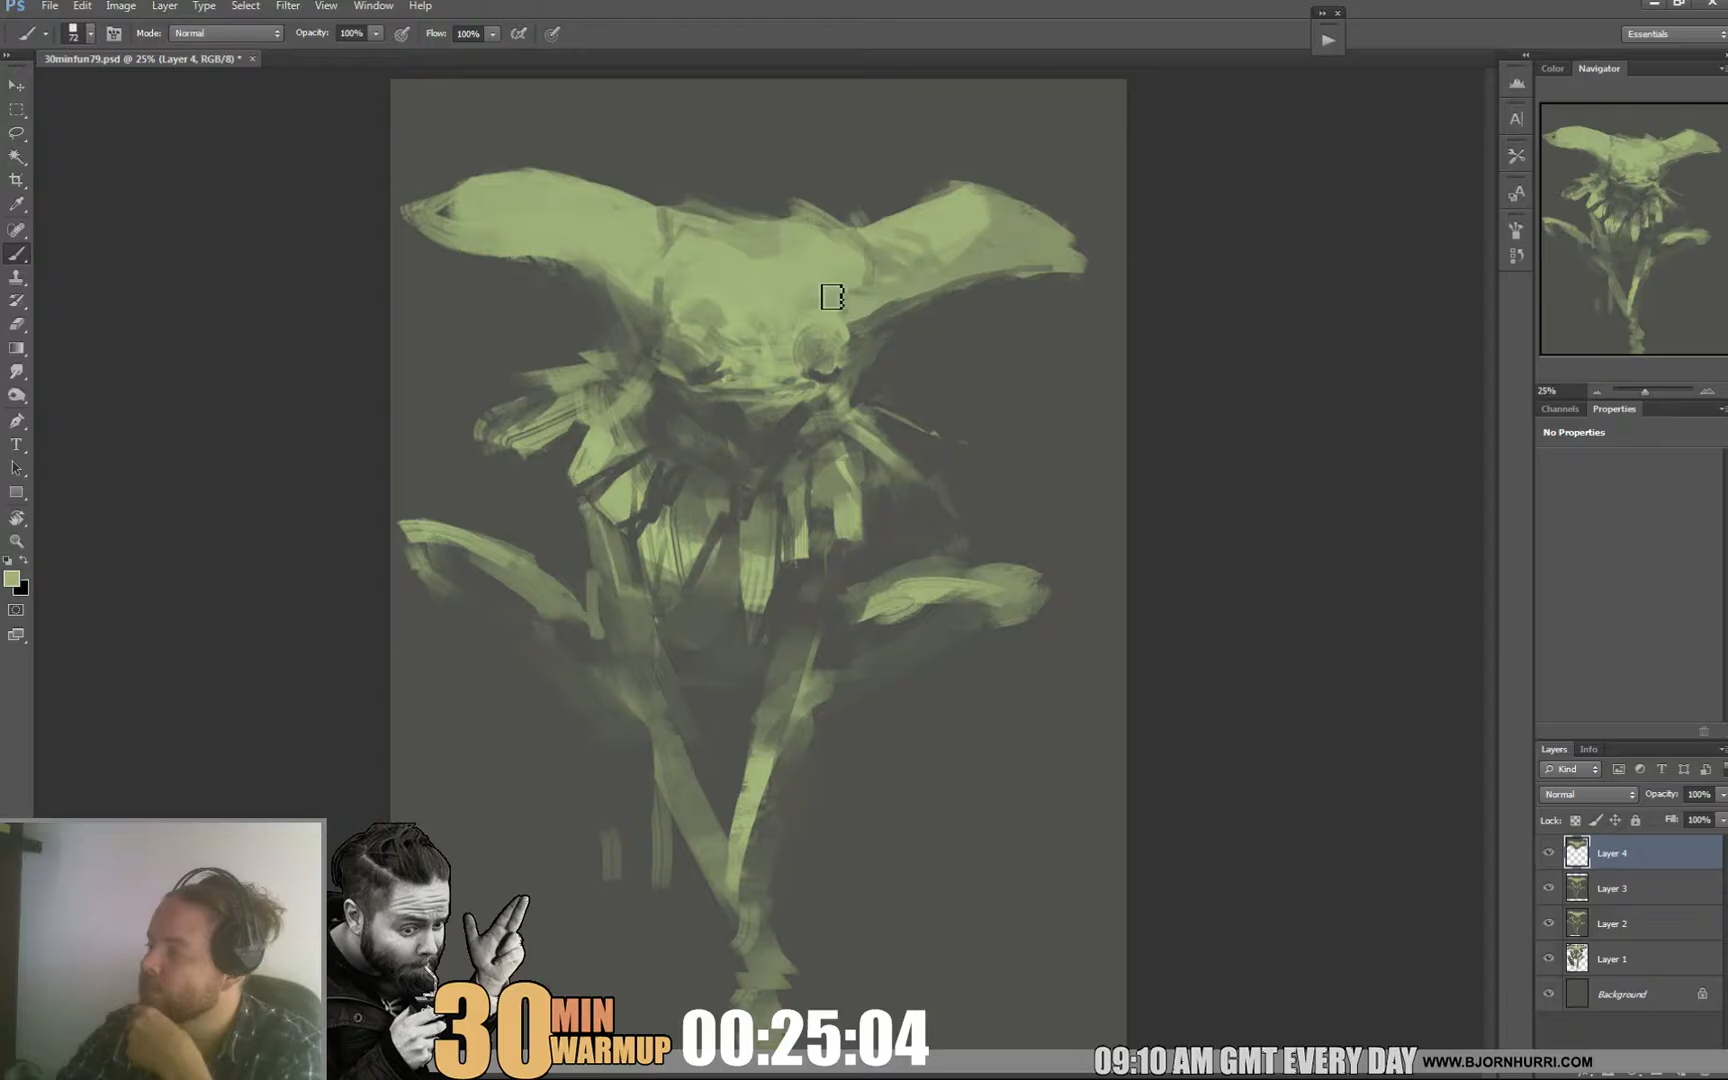 Ps File Edit Image Layer Type Select Filter View Window Help
72 Mode: Normal Opacity: 100% Flow: 100% Essentials
30minfun79.psd @ 25% (Layer 4, RGB/8) * ×
Color Navigator
25%
Channels Properties
No Properties
Layers Info
Kind
Normal Opacity: 100%
Lock: Fill: 100%
Layer 4
Layer 3
Layer 2
Layer 1
Background
30 MIN WARMUP 00:25:04
09:10 AM GMT EVERY DAY WWW.BJORNHURRI.COM